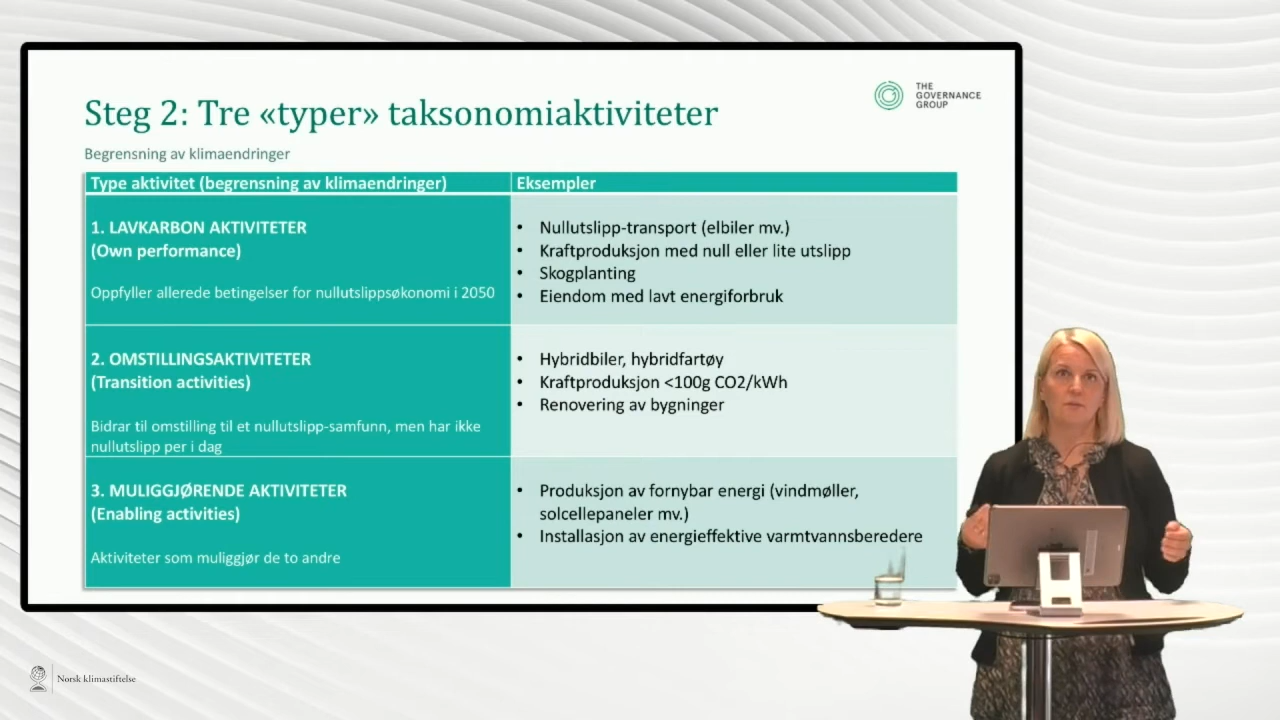 Steg 2: Tre «typer» taksonomiaktiviteter
THE
GOVERNANCE
GROUP
Begrensning av klimaendringer
Type aktivitet (begrensning av klimaendringer)
Eksempler
1. LAVKARBON AKTIVITETER
(Own performance)
Oppfyller allerede betingelser for nullutslippsøkonomi i 2050
• Nullutslipp-transport (elbiler mv.)
• Kraftproduksjon med null eller lite utslipp
• Skogplanting
• Eiendom med lavt energiforbruk
2. OMSTILLINGSAKTIVITETER
(Transition activities)
Bidrar til omstilling til et nullutslipp-samfunn, men har ikke
nullutslipp per i dag
• Hybridbiler, hybridfartøy
• Kraftproduksjon <100g CO2/kWh
• Renovering av bygninger
3. MULIGGJØRENDE AKTIVITETER
(Enabling activities)
Aktiviteter som muliggjør de to andre
• Produksjon av fornybar energi (vindmøller,
solcellepaneler mv.)
• Installasjon av energieffektive varmtvannsberedere
Norsk klimastiftelse